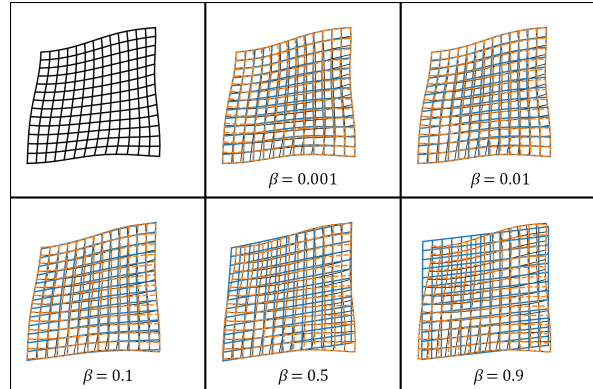 β = 0.001
β = 0.01
β = 0.1
β = 0.5
β = 0.9